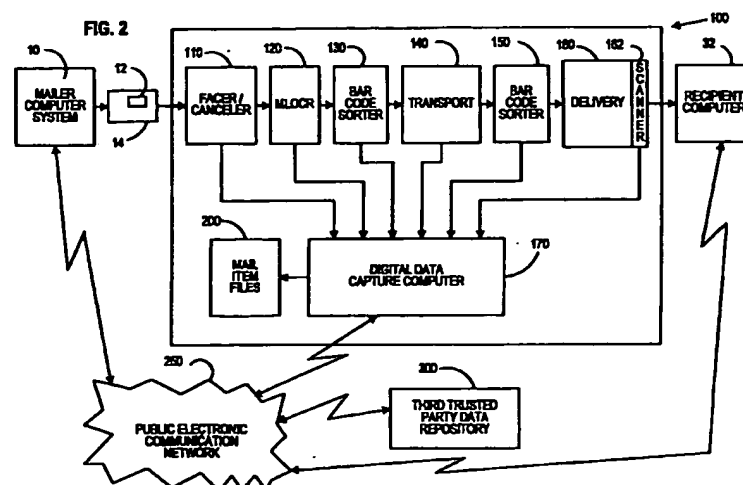 FIG. 2
100
10
12
14
110
120
130
140
150
160
162
32
MAILER
COMPUTER
SYSTEM
FACER /
CANCELER
MLOCR
BAR
CODE
SORTER
TRANSPORT
BAR
CODE
SORTER
DELIVERY
SCANNER
RECIPIENT
COMPUTER
200
MAIL
ITEM
FILES
DIGITAL DATA
CAPTURE COMPUTER
170
250
PUBLIC ELECTRONIC
COMMUNICATION
NETWORK
300
THIRD TRUSTED
PARTY DATA
REPOSITORY